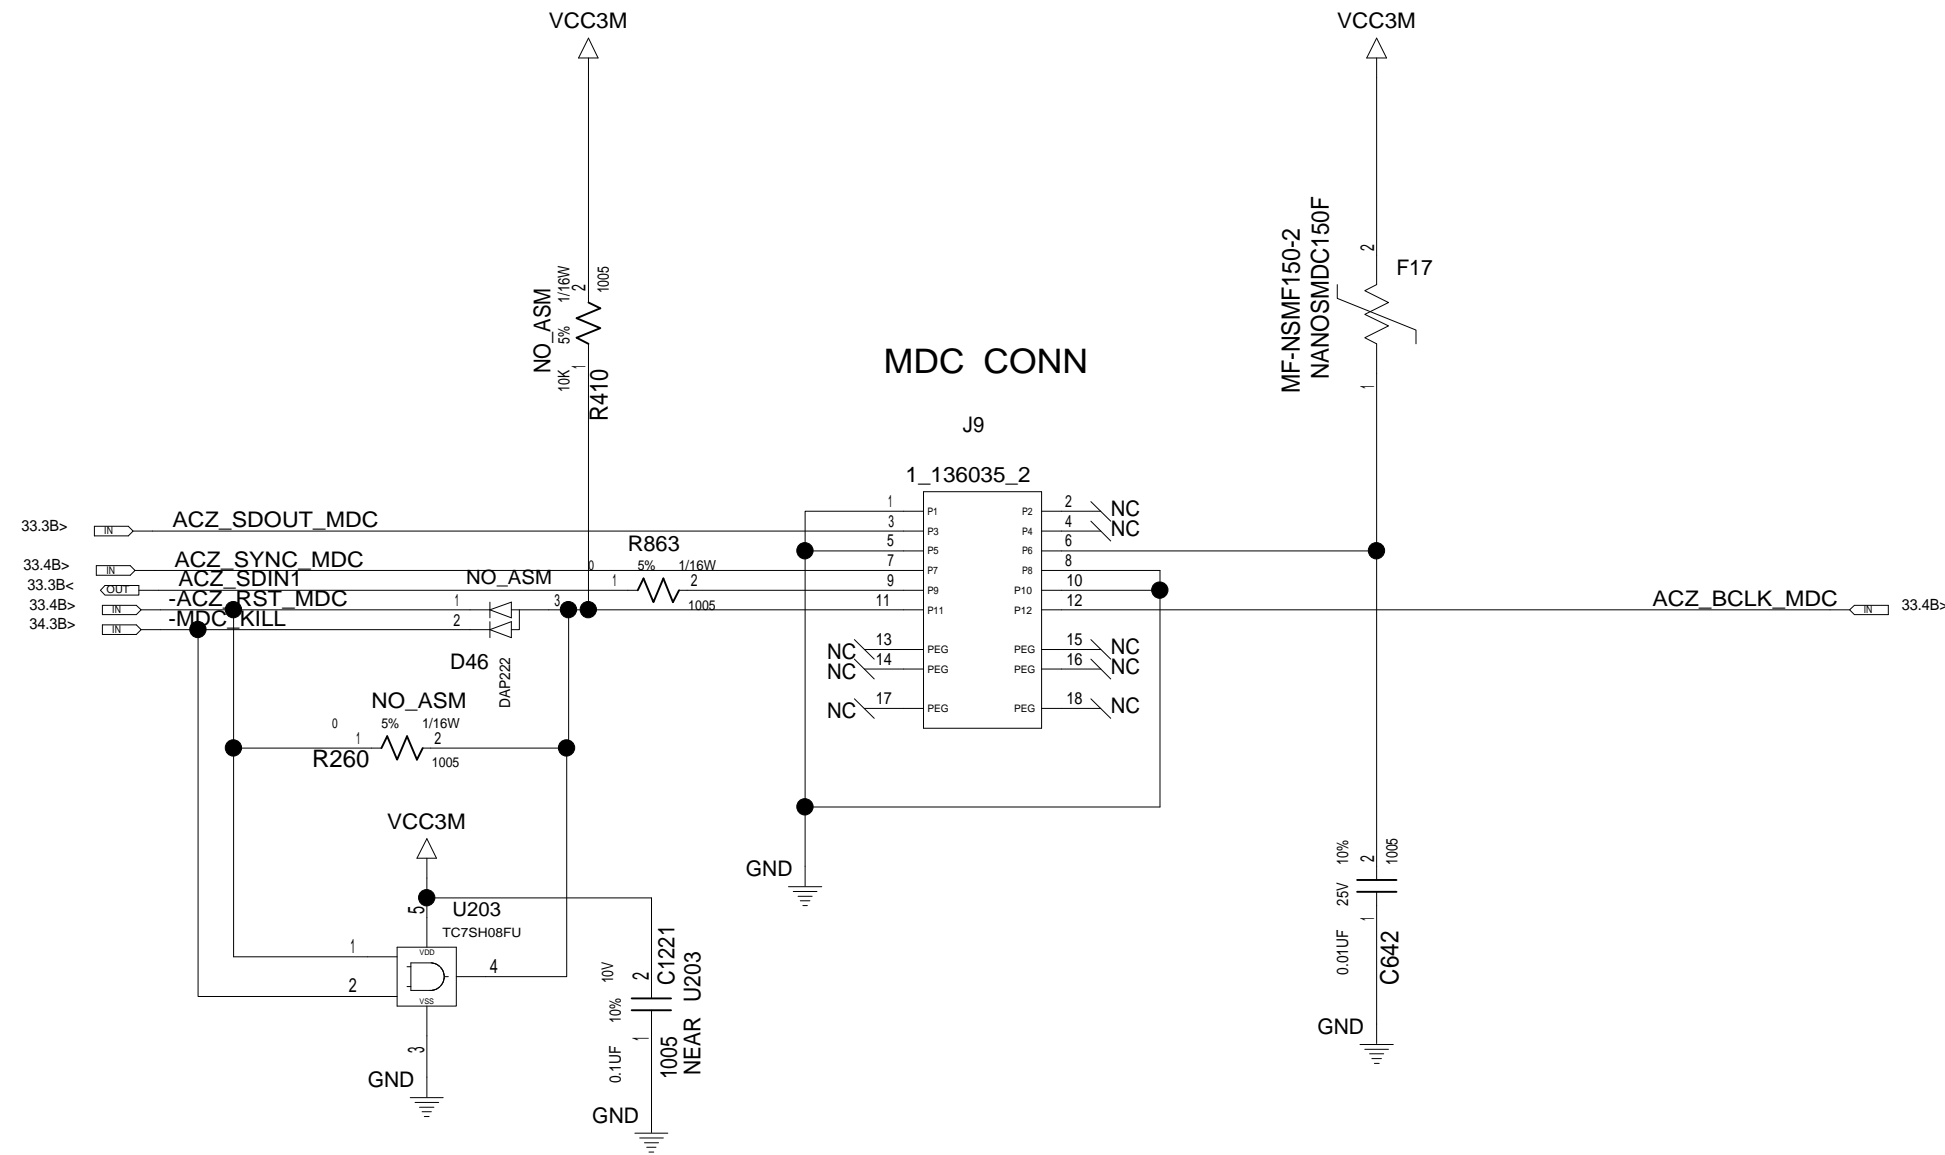 VCC3M
VCC3M
MF-NSMF150-2
NANOSMDC150F
2
F17
1
NO_ASM
10K 5% 1/16W
2
1005
1
R410
MDC CONN
J9
1_136035_2
1 P1 P2 2 NC
33.3B> IN ACZ_SDOUT_MDC 3 P3 P4 4 NC
5 P5 P6 6
R863
33.4B> IN ACZ_SYNC_MDC 0 5% 1/16W 7 P7 P8 8
33.3B< OUT ACZ_SDIN1 NO_ASM 1 2 9 P9 P10 10
1005
33.4B> IN -ACZ_RST_MDC 1 3 11 P11 P12 12 ACZ_BCLK_MDC IN 33.4B>
34.3B> IN -MDC_KILL 2
NC 13 PEG PEG 15 NC
NC 14 PEG PEG 16 NC
NC 17 PEG PEG 18 NC
D46
DAP222
NO_ASM
0 5% 1/16W
1 2
R260 1005
VCC3M
GND
5 U203
TC7SH08FU
VDD
1
4
2
VSS
3
GND
0.1UF 10% 10V
1 2
1005 C1221
NEAR U203
GND
0.01UF 25V 10%
1 2
C642 1005
GND